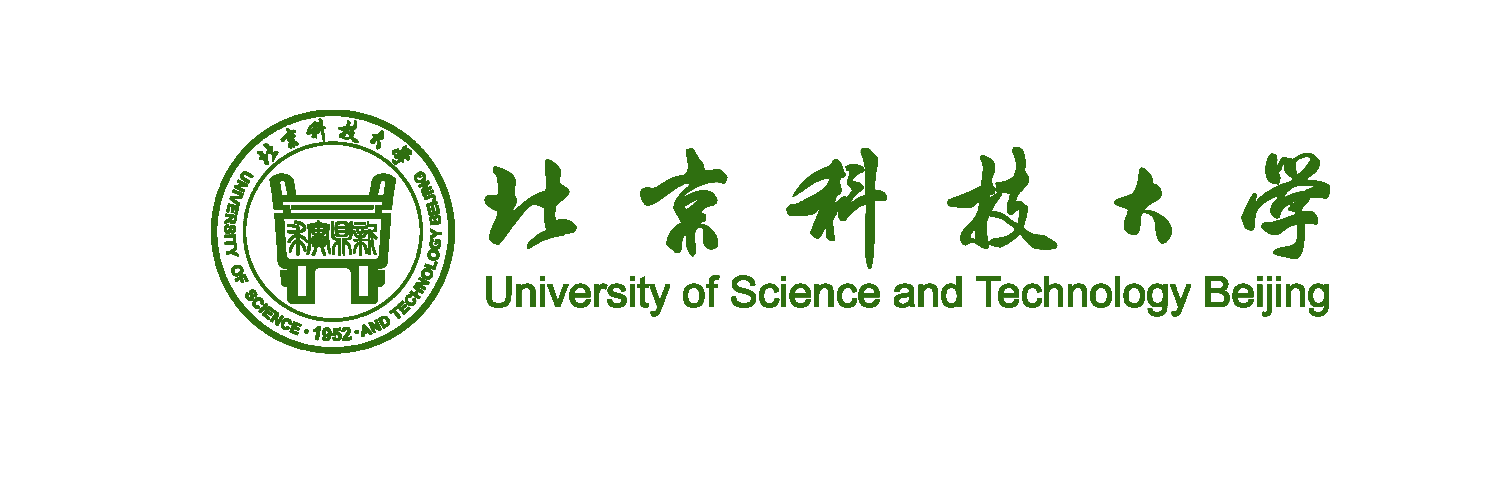 北京科技大学
UNIVERSITY OF SCIENCE · 1952 · AND TECHNOLOGY BEIJING
北京科技大学
University of Science and Technology Beijing